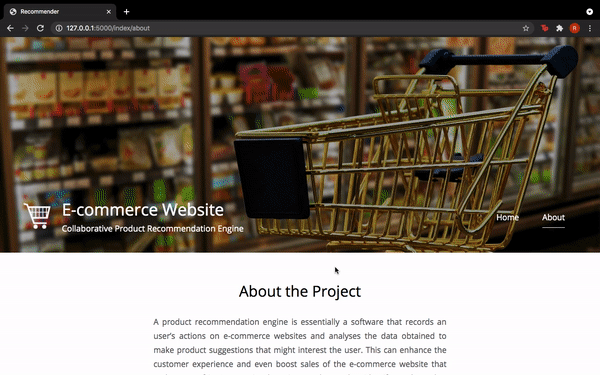 Recommender
127.0.0.1:5000/index/about
R
E-commerce Website
Collaborative Product Recommendation Engine
Home
About
About the Project
A product recommendation engine is essentially a software that records an
user's actions on e-commerce websites and analyses the data obtained to
make product suggestions that might interest the user. This can enhance the
customer experience and even boost sales of the e-commerce website that